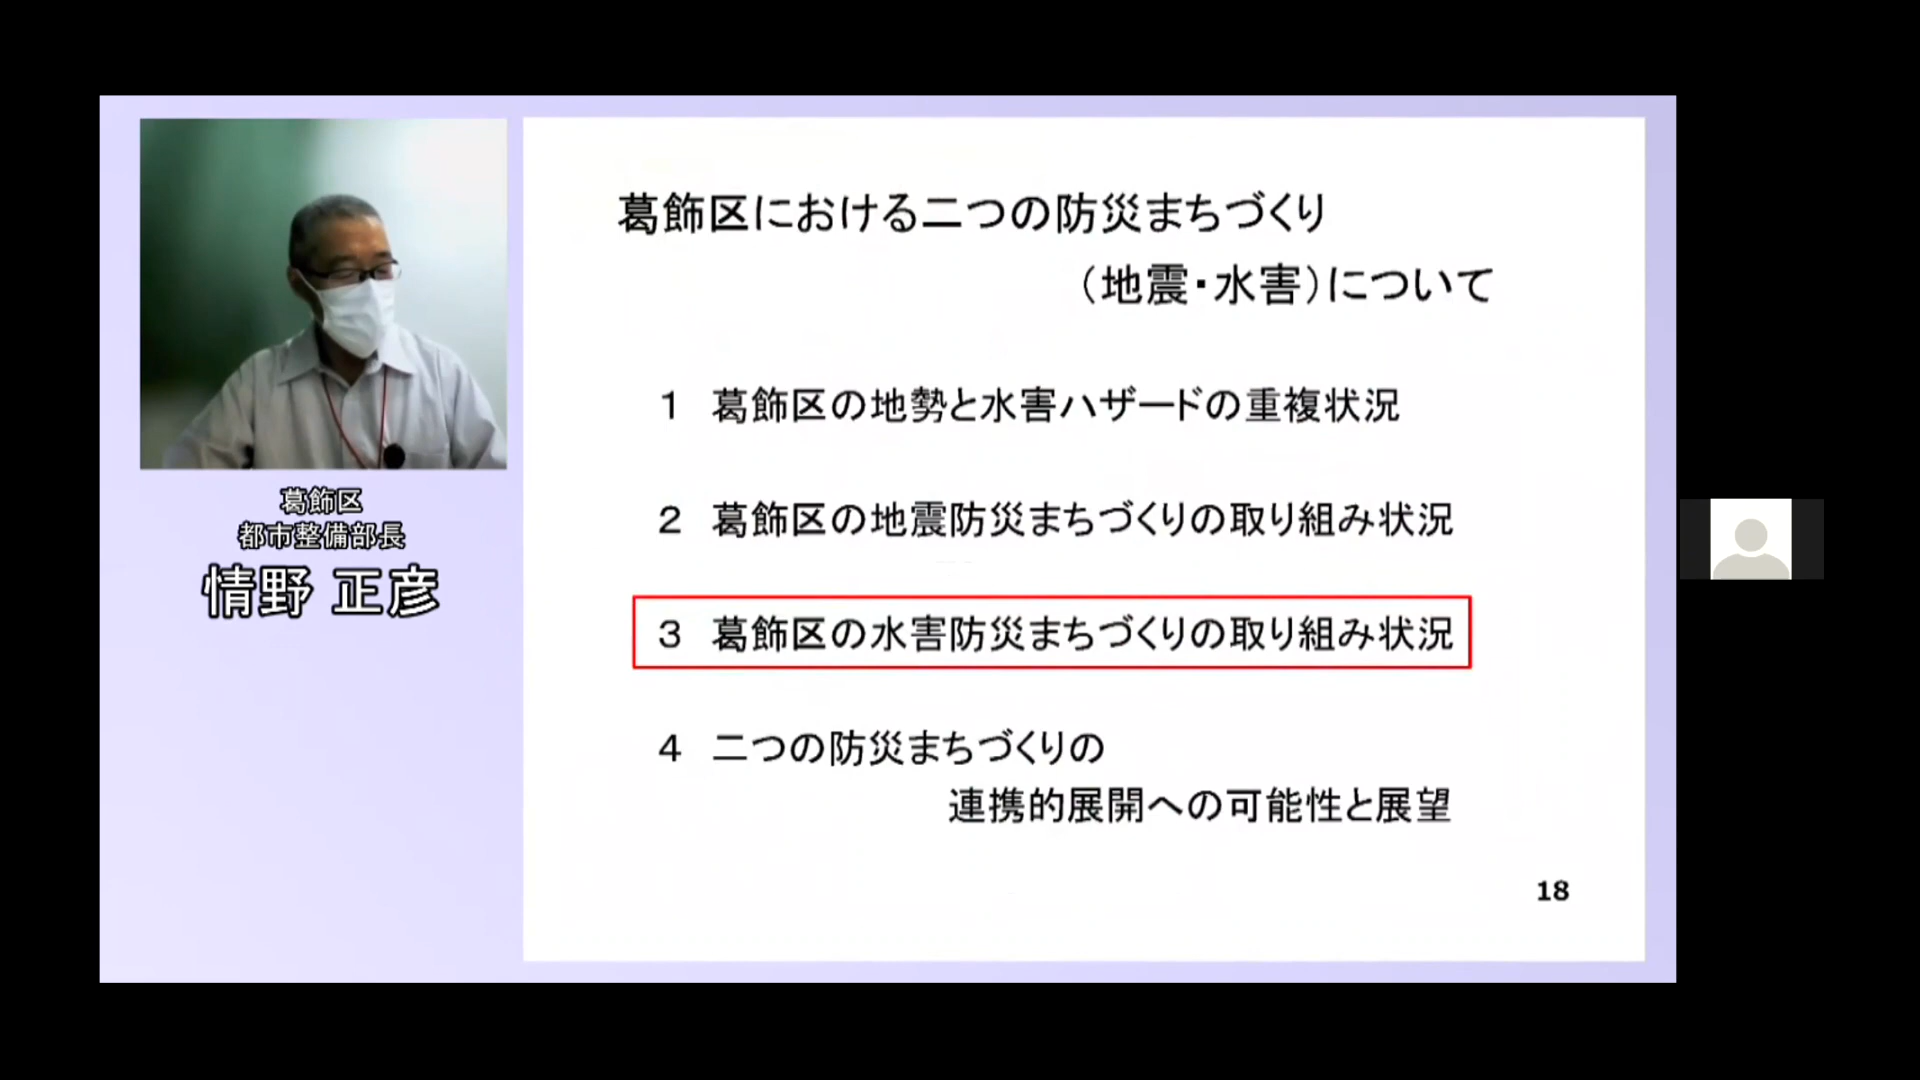 葛飾区
都市整備部長
情野 正彦
葛飾区における二つの防災まちづくり
（地震・水害）について
1 葛飾区の地勢と水害ハザードの重複状況
2 葛飾区の地震防災まちづくりの取り組み状況
3 葛飾区の水害防災まちづくりの取り組み状況
4 二つの防災まちづくりの
連携的展開への可能性と展望
18